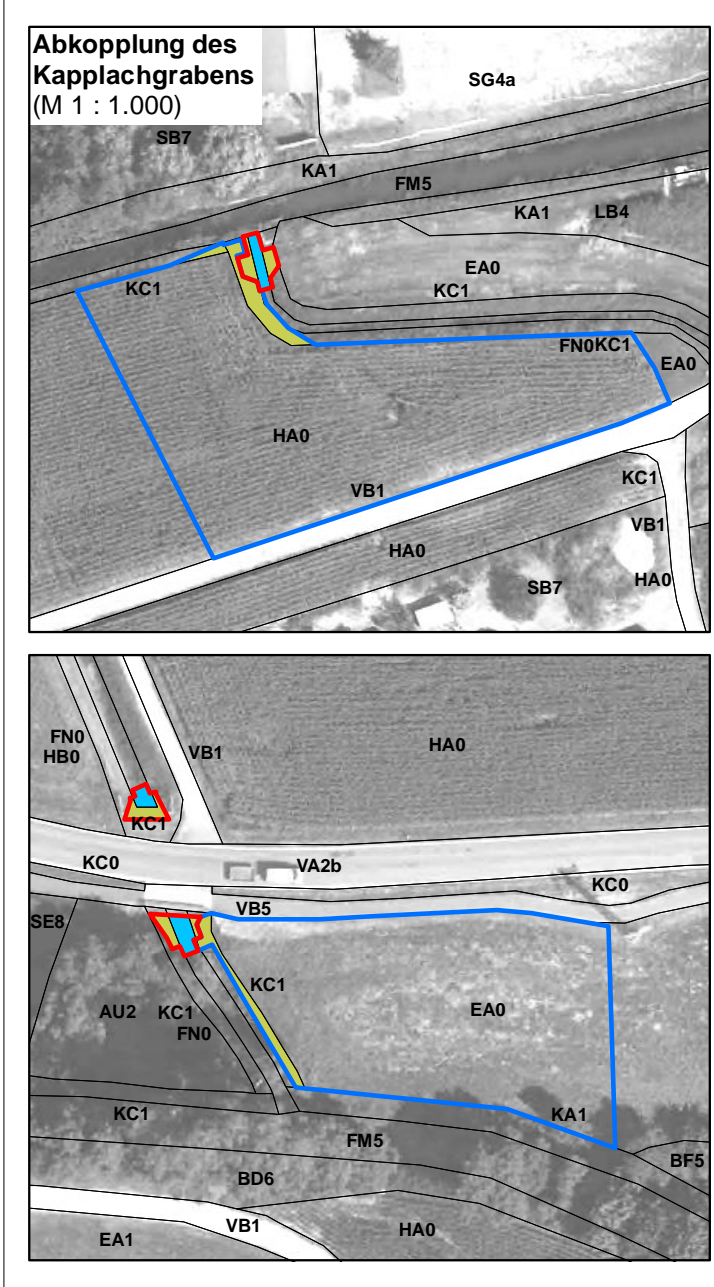 Abkopplung des
Kapplachgrabens
(M 1 : 1.000)
SG4a
SB7
KA1
FM5
KA1
LB4
EA0
KC1
KC1
FN0KC1
EA0
HA0
VB1
KC1
VB1
HA0
HA0
SB7
FN0
HB0
VB1
HA0
KC1
KC0
VA2b
KC0
VB5
SE8
KC1
EA0
AU2
KC1
FN0
KC1
KA1
FM5
BF5
BD6
VB1
HA0
EA1